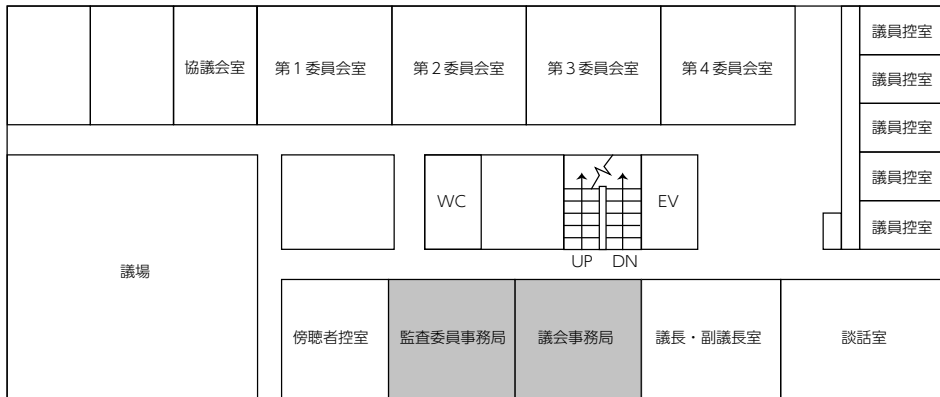 協議会室
第１委員会室
第２委員会室
第３委員会室
第４委員会室
議員控室
議員控室
議員控室
議員控室
議員控室
WC
EV
UP
DN
議場
傍聴者控室
監査委員事務局
議会事務局
議長・副議長室
談話室